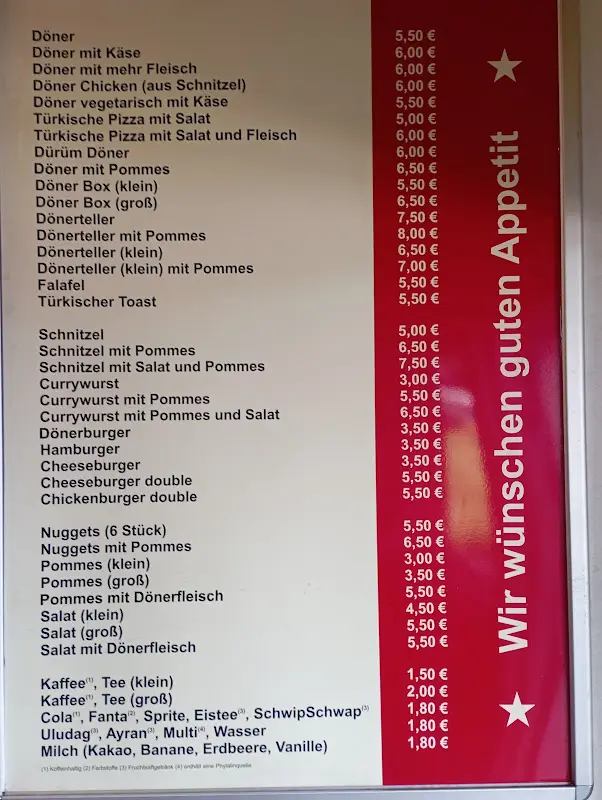 Döner 5,50 €
Döner mit Käse 6,00 €
Döner mit mehr Fleisch 6,00 €
Döner Chicken (aus Schnitzel) 6,00 €
Döner vegetarisch mit Käse 5,50 €
Türkische Pizza mit Salat 5,00 €
Türkische Pizza mit Salat und Fleisch 6,00 €
Dürüm Döner 6,00 €
Döner mit Pommes 6,50 €
Döner Box (klein) 5,50 €
Döner Box (groß) 6,50 €
Dönerteller 7,50 €
Dönerteller mit Pommes 8,00 €
Dönerteller (klein) 6,50 €
Dönerteller (klein) mit Pommes 7,00 €
Falafel 5,50 €
Türkischer Toast 5,50 €
Schnitzel 5,00 €
Schnitzel mit Pommes 6,50 €
Schnitzel mit Salat und Pommes 7,50 €
Currywurst 3,00 €
Currywurst mit Pommes 5,50 €
Currywurst mit Pommes und Salat 6,50 €
Dönerburger 3,50 €
Hamburger 3,50 €
Cheeseburger 3,50 €
Cheeseburger double 5,50 €
Chickenburger double 5,50 €
Nuggets (6 Stück) 5,50 €
Nuggets mit Pommes 6,50 €
Pommes (klein) 3,00 €
Pommes (groß) 3,50 €
Pommes mit Dönerfleisch 5,50 €
Salat (klein) 4,50 €
Salat (groß) 5,50 €
Salat mit Dönerfleisch 5,50 €
Kaffee(1), Tee (klein) 1,50 €
Kaffee(1), Tee (groß) 2,00 €
Cola(1), Fanta(2), Sprite, Eistee(3), SchwipSchwap(3) 1,80 €
Uludag(3), Ayran(3), Multi(4), Wasser 1,80 €
Milch (Kakao, Banane, Erdbeere, Vanille) 1,80 €
(1) Koffeinhaltig (2) Farbstoffe (3) Fruchtsaftgetränk (4) enthält eine Phylalinquelle
Wir wünschen guten Appetit